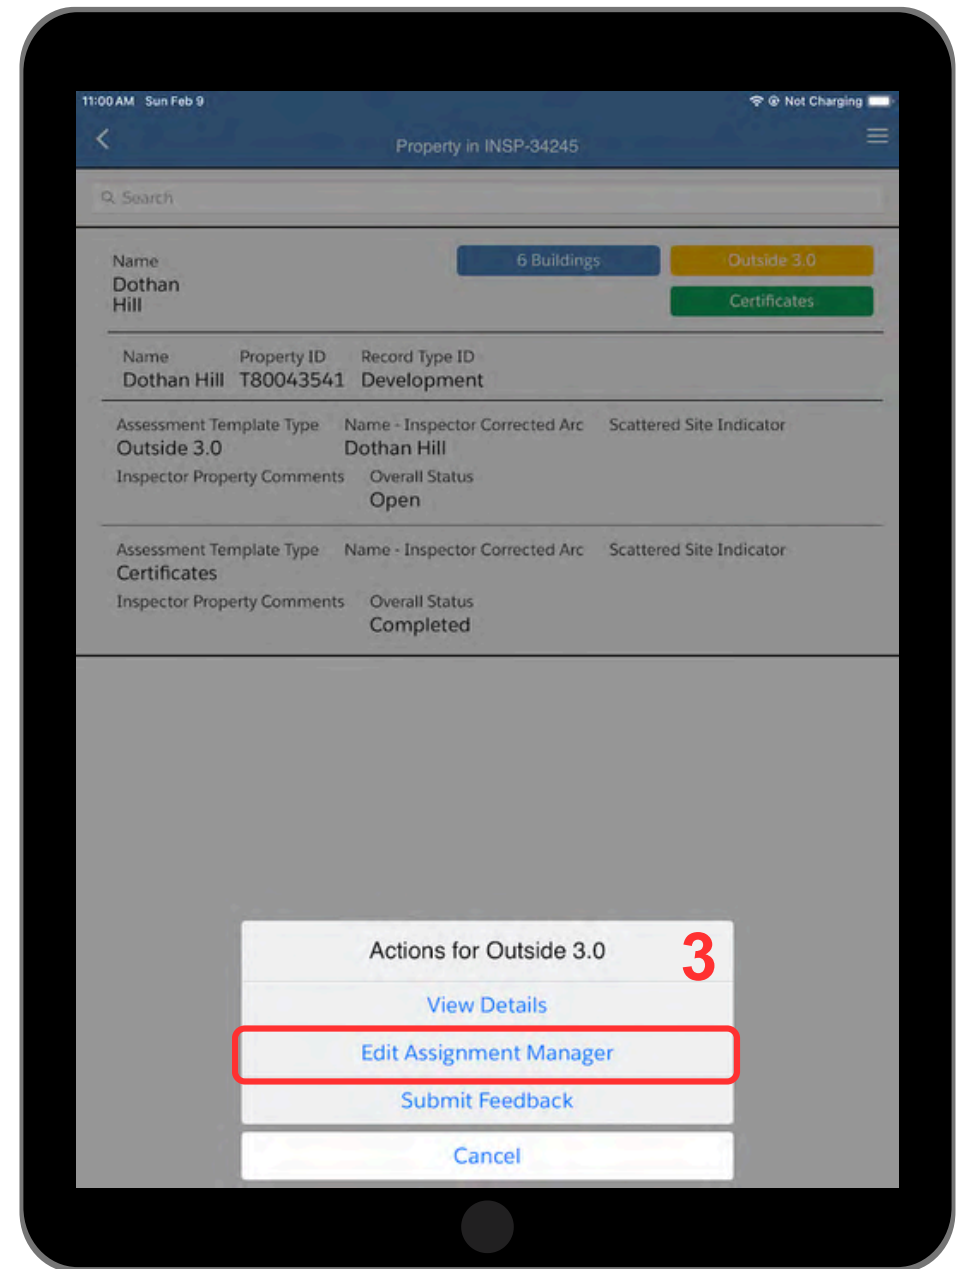 11:00 AM Sun Feb 9 Not Charging
Property in INSP-34245
Search
Name 6 Buildings Outside 3.0
Dothan
Hill Certificates
Name Property ID Record Type ID
Dothan Hill T80043541 Development
Assessment Template Type Name - Inspector Corrected Arc Scattered Site Indicator
Outside 3.0 Dothan Hill
Inspector Property Comments Overall Status
Open
Assessment Template Type Name - Inspector Corrected Arc Scattered Site Indicator
Certificates
Inspector Property Comments Overall Status
Completed
Actions for Outside 3.0 3
View Details
Edit Assignment Manager
Submit Feedback
Cancel